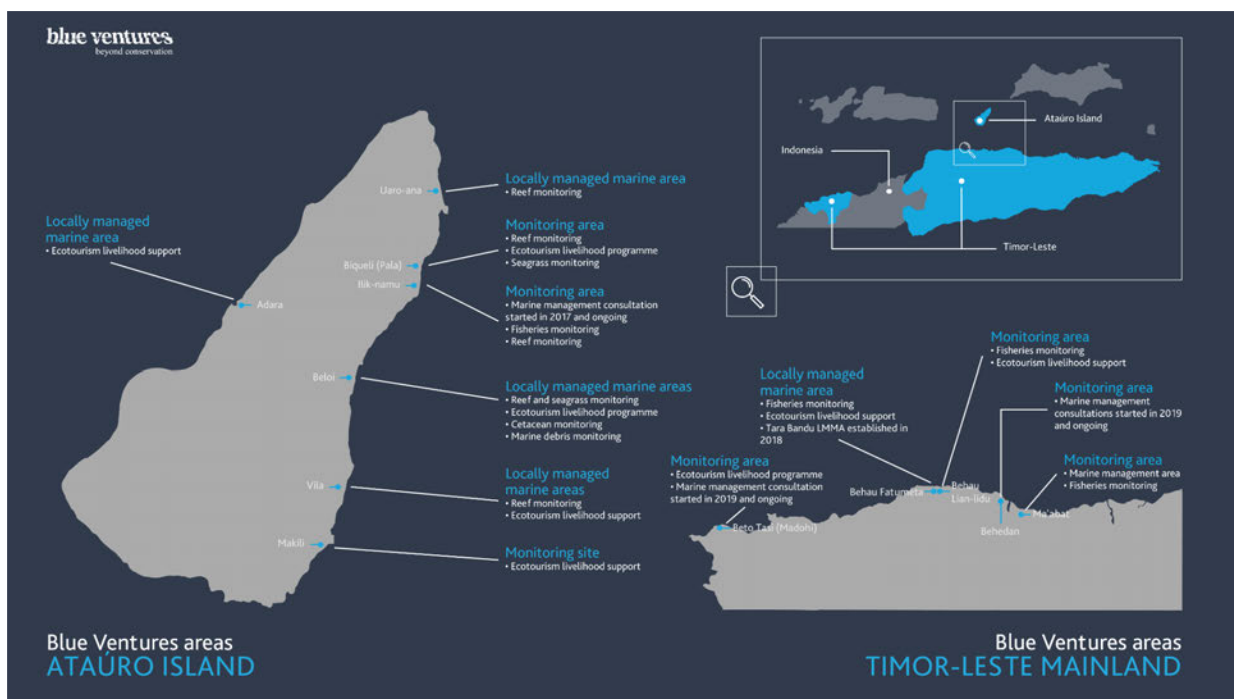 blue ventures
beyond conservation
Ataúro Island
Indonesia
Timor-Leste
Uaro-ana
Locally managed marine area
• Reef monitoring
Locally managed
marine area
• Ecotourism livelihood support
Adara
Biqueli (Pala)
Monitoring area
• Reef monitoring
• Ecotourism livelihood programme
• Seagrass monitoring
Ilik-namu
Monitoring area
• Marine management consultation
started in 2017 and ongoing
• Fisheries monitoring
• Reef monitoring
Beloi
Locally managed marine areas
• Reef and seagrass monitoring
• Ecotourism livelihood programme
• Cetacean monitoring
• Marine debris monitoring
Vila
Locally managed
marine areas
• Reef monitoring
• Ecotourism livelihood support
Makili
Monitoring site
• Ecotourism livelihood support
Monitoring area
• Ecotourism livelihood programme
• Marine management consultation
started in 2019 and ongoing
Beto Tasi (Madohi)
Locally managed
marine area
• Fisheries monitoring
• Ecotourism livelihood support
• Tara Bandu LMMA established in
2018
Behau Fatumeta
Monitoring area
• Fisheries monitoring
• Ecotourism livelihood support
Behau
Lian-lidu
Monitoring area
• Marine management
consultations started in 2019
and ongoing
Behedan
Monitoring area
• Marine management area
• Fisheries monitoring
Ma'abat
Blue Ventures areas
ATAÚRO ISLAND
Blue Ventures areas
TIMOR-LESTE MAINLAND